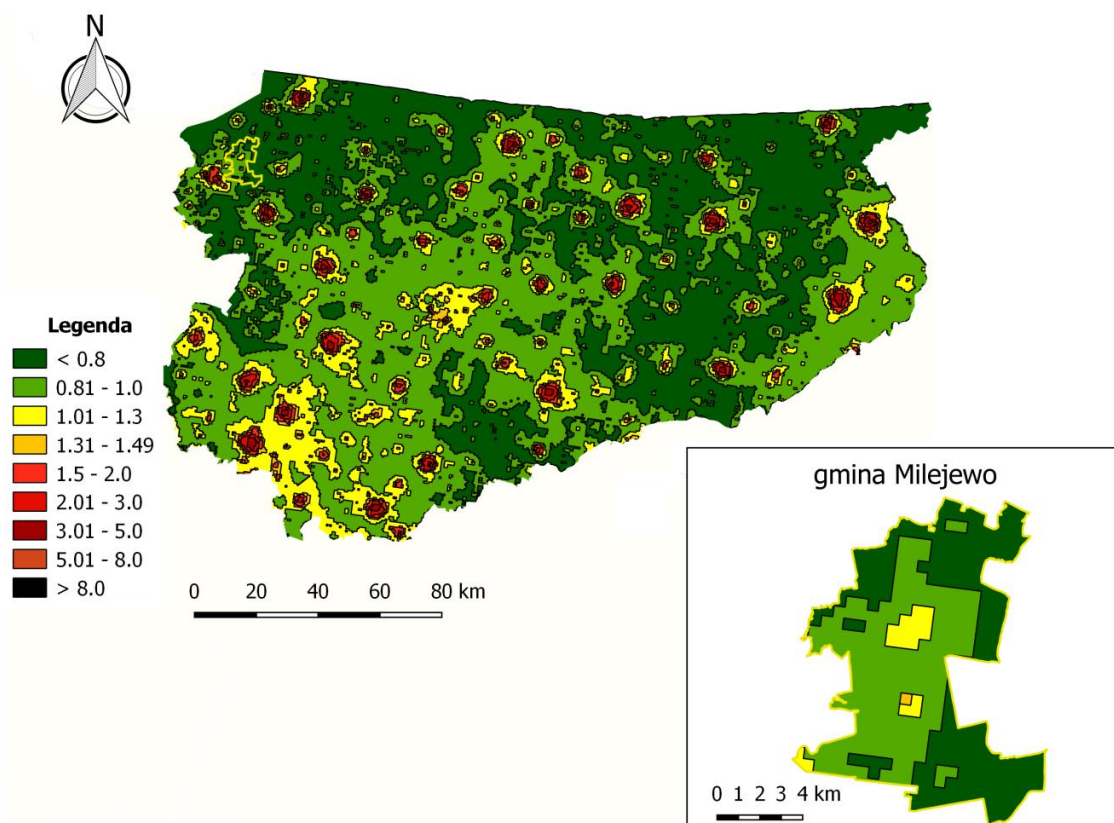 N
Legenda
< 0.8
0.81 - 1.0
1.01 - 1.3
1.31 - 1.49
1.5 - 2.0
2.01 - 3.0
3.01 - 5.0
5.01 - 8.0
> 8.0
0 20 40 60 80 km
gmina Milejewo
0 1 2 3 4 km